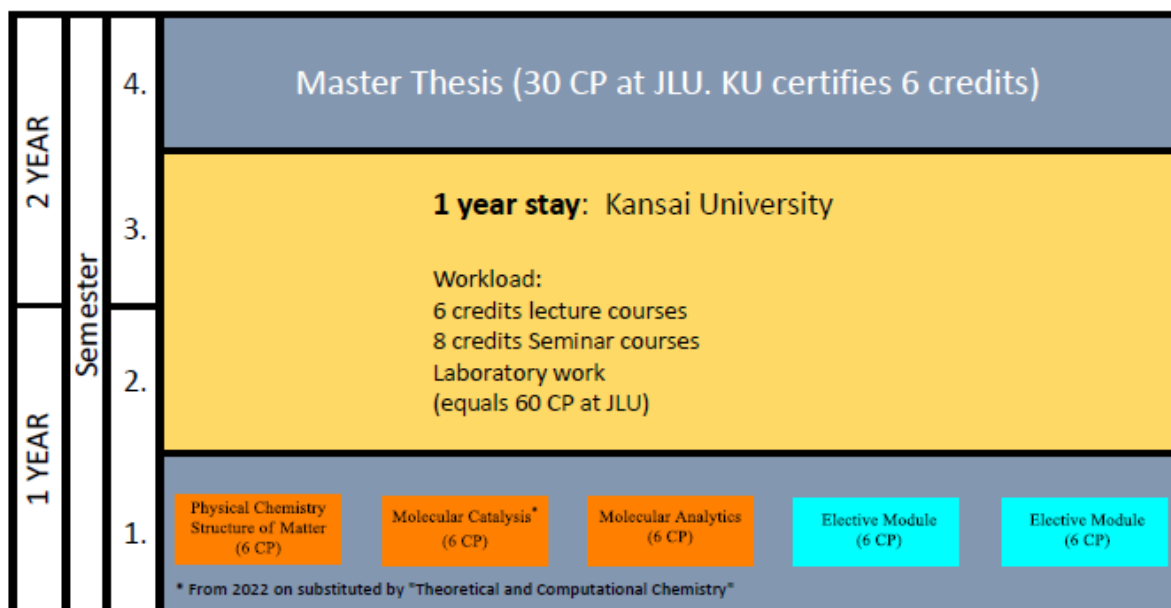 2 YEAR
1 YEAR
Semester
4.
Master Thesis (30 CP at JLU. KU certifies 6 credits)
3.
1 year stay: Kansai University
Workload:
6 credits lecture courses
8 credits Seminar courses
Laboratory work
(equals 60 CP at JLU)
2.
1.
Physical Chemistry
Structure of Matter
(6 CP)
Molecular Catalysis*
(6 CP)
Molecular Analytics
(6 CP)
Elective Module
(6 CP)
Elective Module
(6 CP)
* From 2022 on substituted by "Theoretical and Computational Chemistry"